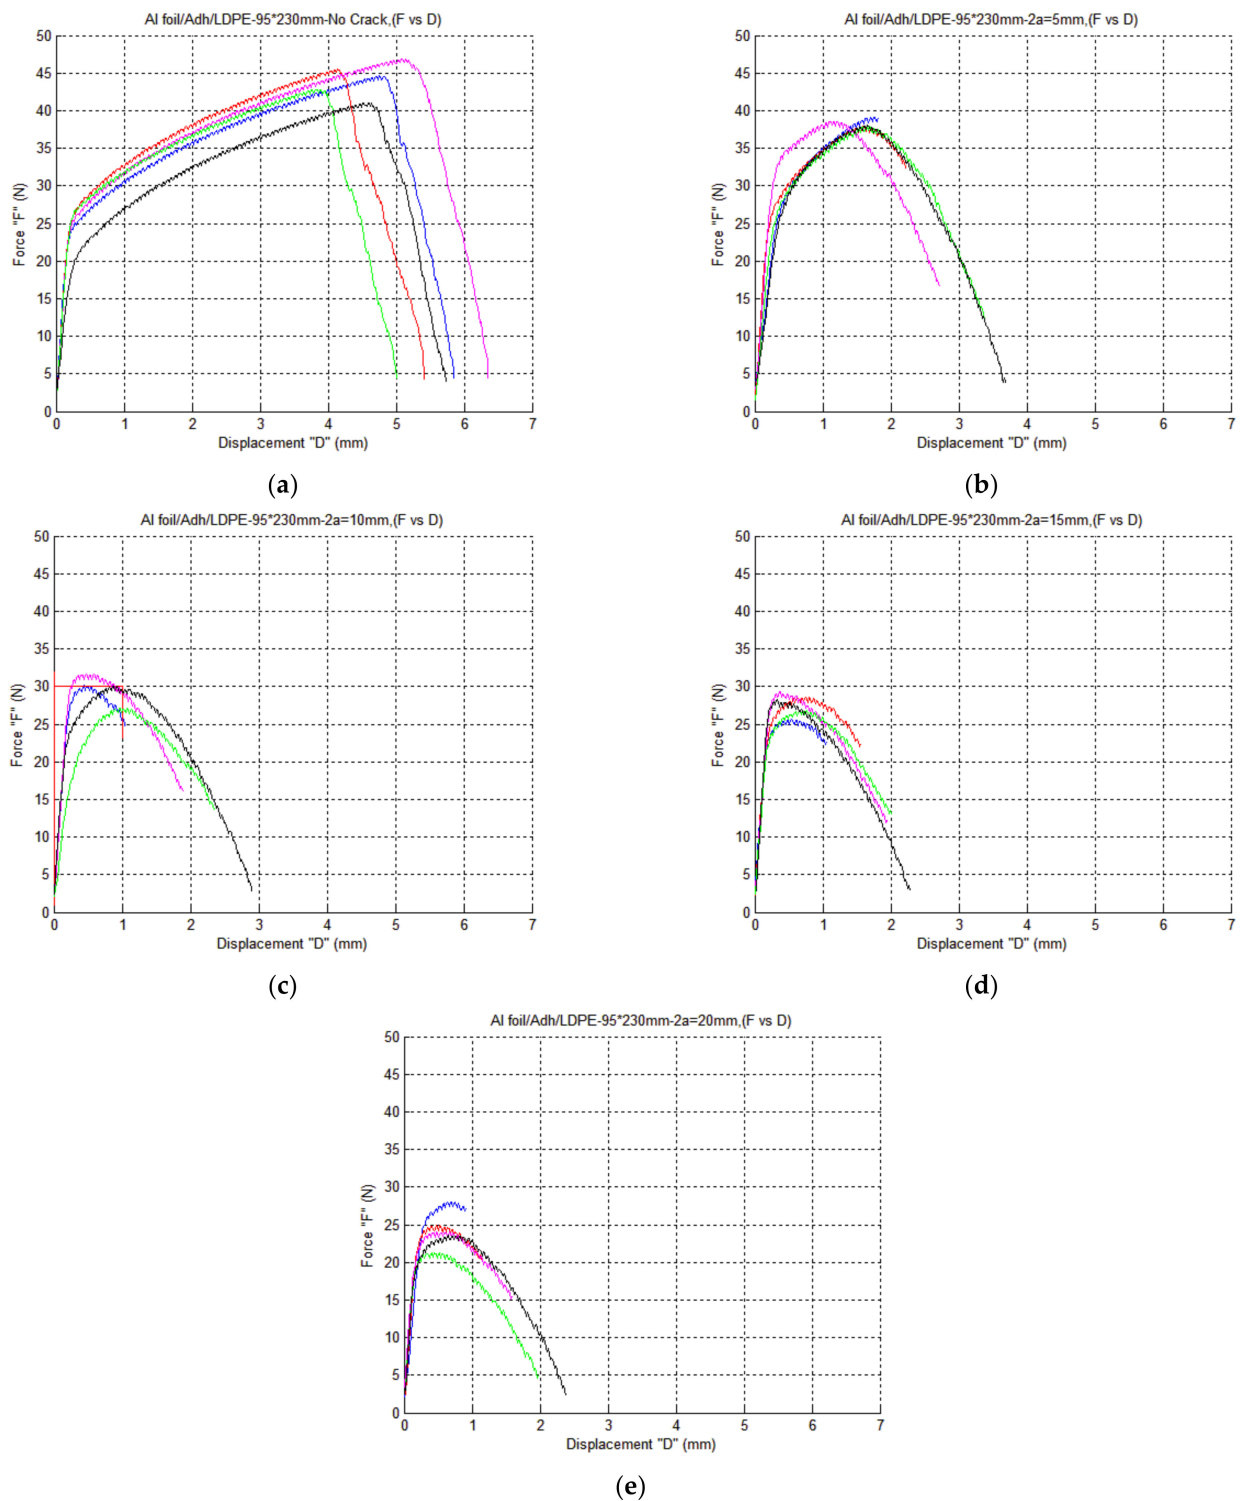 Al foil/Adh/LDPE-95*230mm-No Crack,(F vs D)
50
45
40
35
30
25
20
15
10
5
0
Force "F" (N)
0 1 2 3 4 5 6 7
Displacement "D" (mm)
(a)
Al foil/Adh/LDPE-95*230mm-2a=5mm,(F vs D)
50
45
40
35
30
25
20
15
10
5
0
Force "F" (N)
0 1 2 3 4 5 6 7
Displacement "D" (mm)
(b)
Al foil/Adh/LDPE-95*230mm-2a=10mm,(F vs D)
50
45
40
35
30
25
20
15
10
5
0
Force "F" (N)
0 1 2 3 4 5 6 7
Displacement "D" (mm)
(c)
Al foil/Adh/LDPE-95*230mm-2a=15mm,(F vs D)
50
45
40
35
30
25
20
15
10
5
0
Force "F" (N)
0 1 2 3 4 5 6 7
Displacement "D" (mm)
(d)
Al foil/Adh/LDPE-95*230mm-2a=20mm,(F vs D)
50
45
40
35
30
25
20
15
10
5
0
Force "F" (N)
0 1 2 3 4 5 6 7
Displacement "D" (mm)
(e)